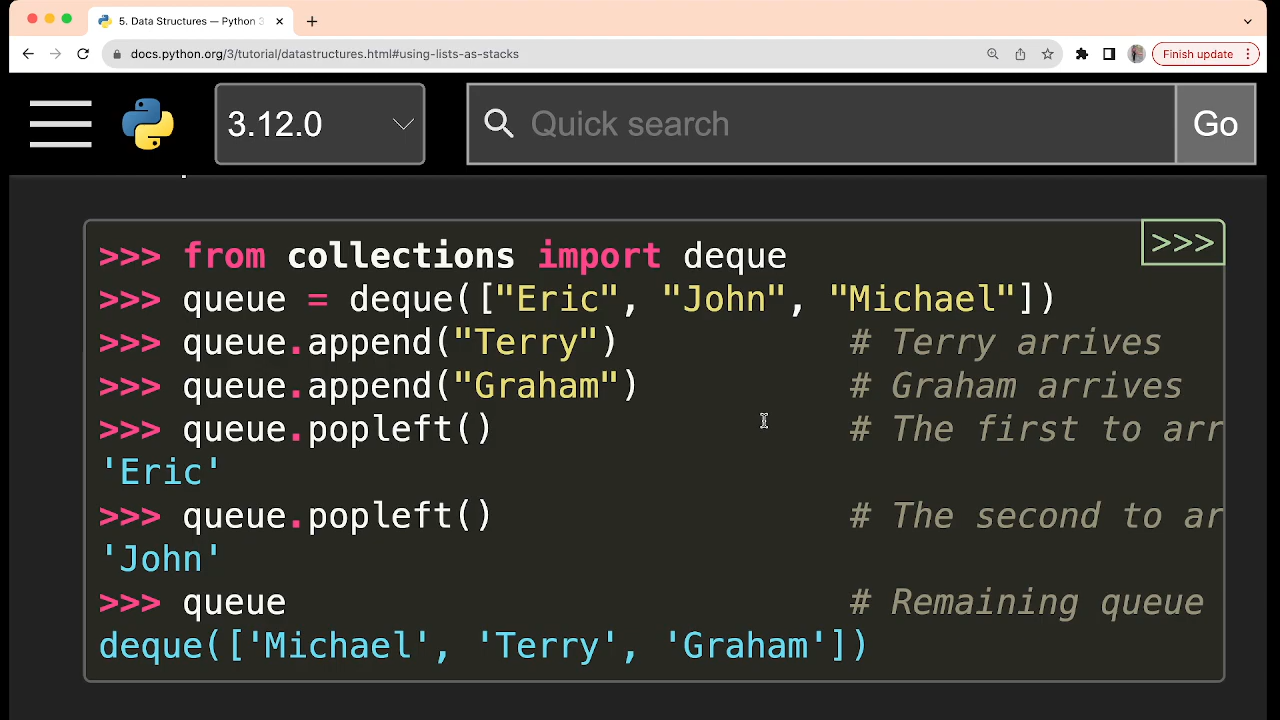 5. Data Structures — Python 3
docs.python.org/3/tutorial/datastructures.html#using-lists-as-stacks
Finish update
3.12.0
Quick search
Go
>>>
>>> from collections import deque
>>> queue = deque(["Eric", "John", "Michael"])
>>> queue.append("Terry")           # Terry arrives
>>> queue.append("Graham")          # Graham arrives
>>> queue.popleft()                 # The first to arr
'Eric'
>>> queue.popleft()                 # The second to ar
'John'
>>> queue                           # Remaining queue
deque(['Michael', 'Terry', 'Graham'])